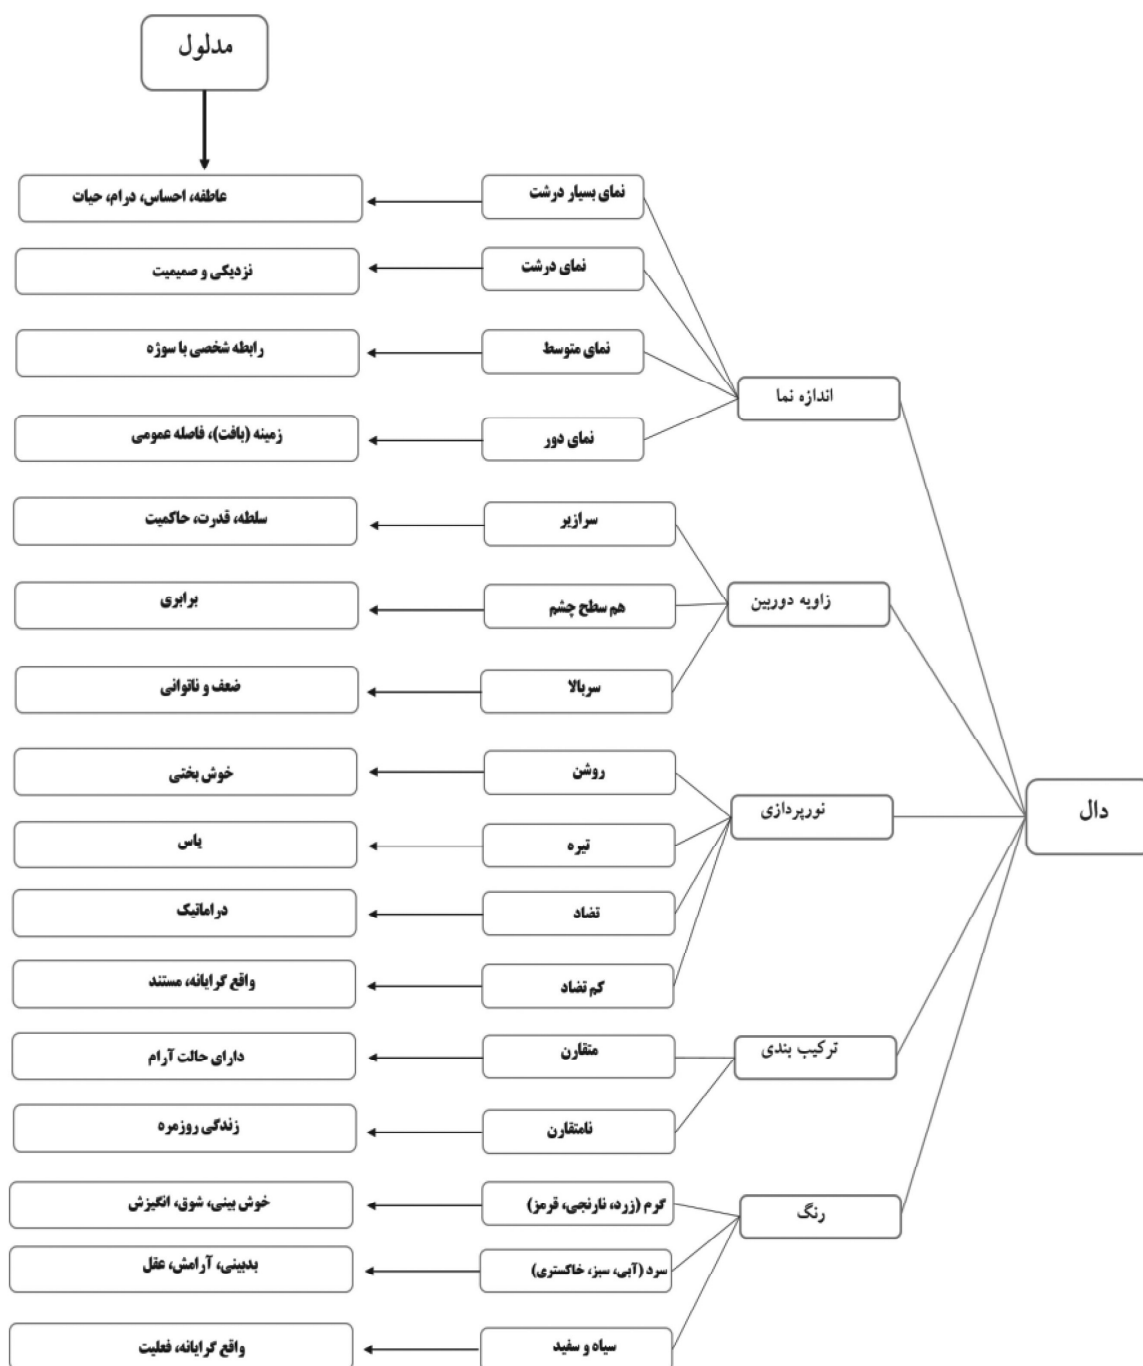 مدلول
نمای بسیار درشت
عاطفه، احساس، درام، حیات
نمای درشت
نزدیکی و صمیمیت
نمای متوسط
رابطه شخصی با سوژه
اندازه نما
نمای دور
زمینه (بافت)، فاصله عمومی
سرازیر
سلطه، قدرت، حاکمیت
زاویه دوربین
هم سطح چشم
برابری
سربالا
ضعف و ناتوانی
روشن
خوش بختی
دال
نورپردازی
تیره
یاس
تضاد
دراماتیک
کم تضاد
واقع گرایانه، مستند
ترکیب بندی
متقارن
دارای حالت آرام
نامتقارن
زندگی روزمره
رنگ
گرم (زرد، نارنجی، قرمز)
خوش بینی، شوق، انگیزش
سرد (آبی، سبز، خاکستری)
بدبینی، آرامش، عقل
سیاه و سفید
واقع گرایانه، فعلیت